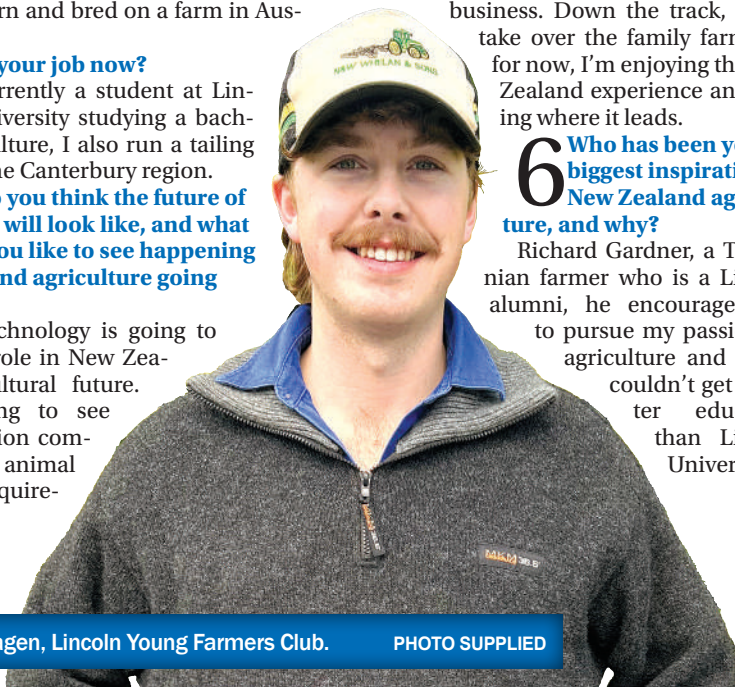 rn and bred on a farm in Aus-
your job now?
rrently a student at Lin-
iversity studying a bach-
lture, I also run a tailing
he Canterbury region.
o you think the future of
will look like, and what
ou like to see happening
nd agriculture going
chnology is going to
role in New Zea-
ultural future.
ng to see
ion com-
animal
quire-
NEW WHELAN & SONS
business. Down the track,
take over the family farm
for now, I'm enjoying th
Zealand experience an
ing where it leads.
6 Who has been yo
biggest inspirati
New Zealand ag
ture, and why?
Richard Gardner, a T
nian farmer who is a Li
alumni, he encourage
to pursue my passi
agriculture and
couldn't get
ter edu
than Li
Univer
MKM
agen, Lincoln Young Farmers Club. PHOTO SUPPLIED